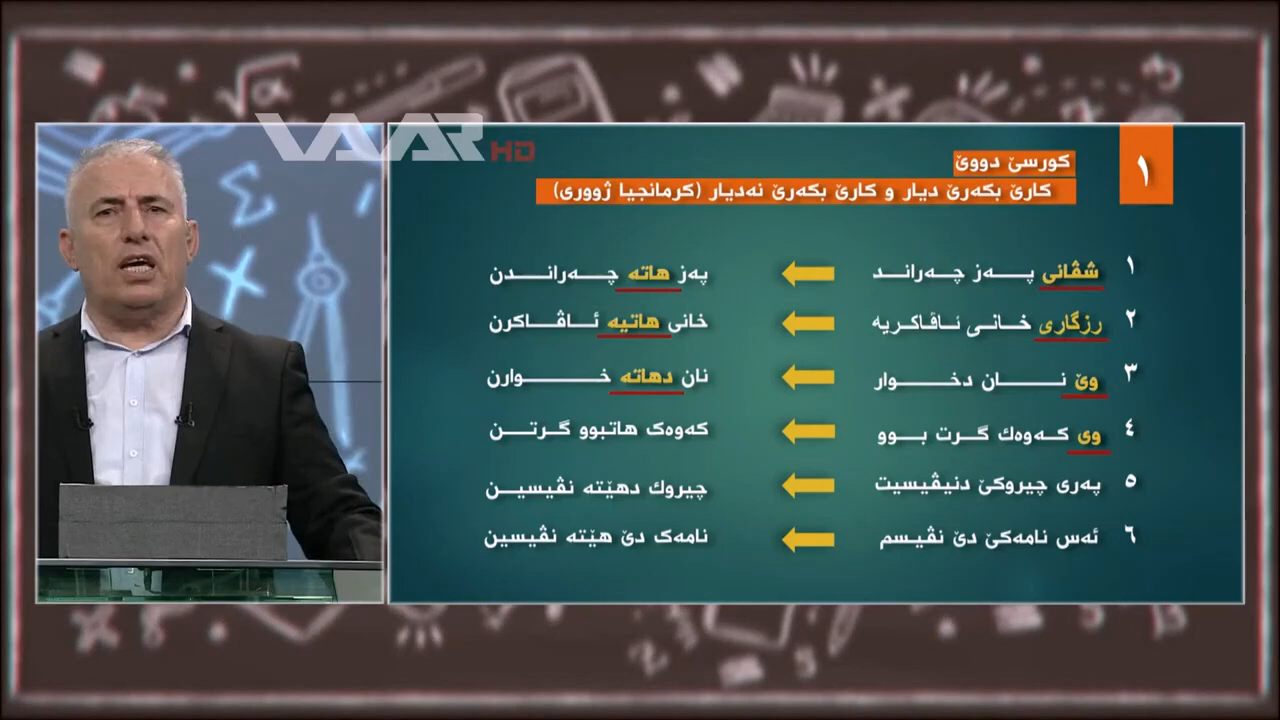 VAAR HD
١
کورسێ دووێ
کارێ بکەرێ دیار و کارێ بکەرێ نەدیار (کرمانجیا ژووری)
١ شڤانی پەز چەراند پەز هاتە چەراندن
٢ رزگاری خانی ئاڤاکریە خانی هاتیە ئاڤاکرن
٣ وێ نان دخوار نان دهاتە خوارن
٤ وی کەوەك گرت بوو کەوەک هاتبوو گرتن
٥ پەری چیروکێ دنیڤیسیت چیروك دهێتە نڤیسین
٦ ئەس نامەکێ دێ نڤیسم نامەک دێ هێتە نڤیسین